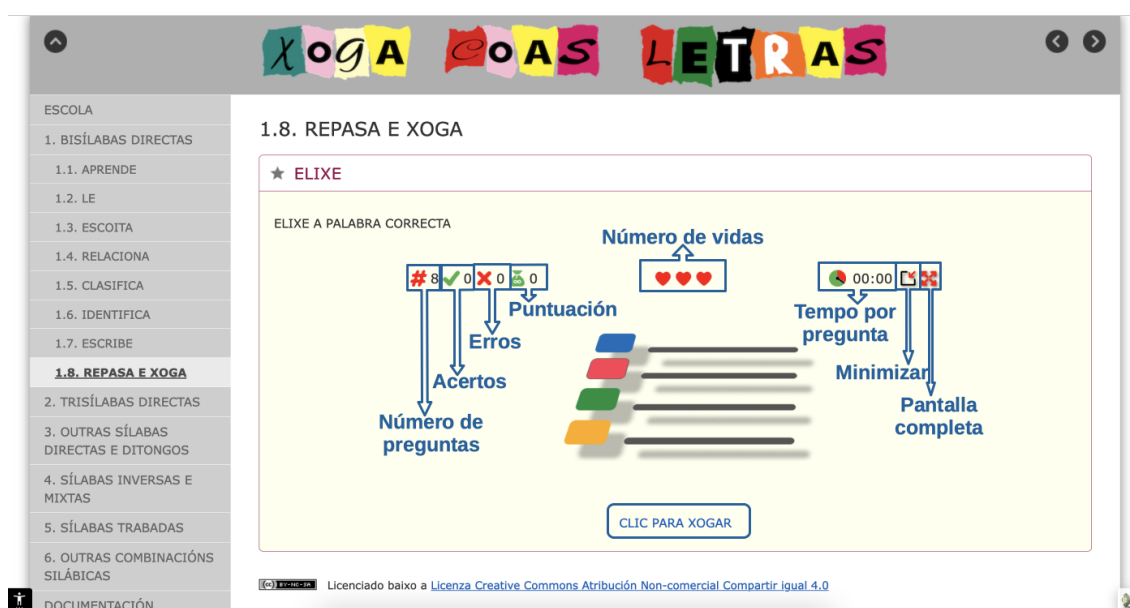 XOGA COAS LETRAS
ESCOLA
1. BISÍLABAS DIRECTAS
1.1. APRENDE
1.2. LE
1.3. ESCOITA
1.4. RELACIONA
1.5. CLASIFICA
1.6. IDENTIFICA
1.7. ESCRIBE
1.8. REPASA E XOGA
2. TRISÍLABAS DIRECTAS
3. OUTRAS SÍLABAS
DIRECTAS E DITONGOS
4. SÍLABAS INVERSAS E
MIXTAS
5. SÍLABAS TRABADAS
6. OUTRAS COMBINACIÓNS
SILÁBICAS
DOCUMENTACIÓN
1.8. REPASA E XOGA
ELIXE
ELIXE A PALABRA CORRECTA
Número de vidas
# 8 0 0 0
00:00
Puntuación
Tempo por
pregunta
Erros
Minimizar
Acertos
Pantalla
completa
Número de
preguntas
CLIC PARA XOGAR
(cc) BY-NC-SA
Licenciado baixo a Licenza Creative Commons Atribución Non-comercial Compartir igual 4.0